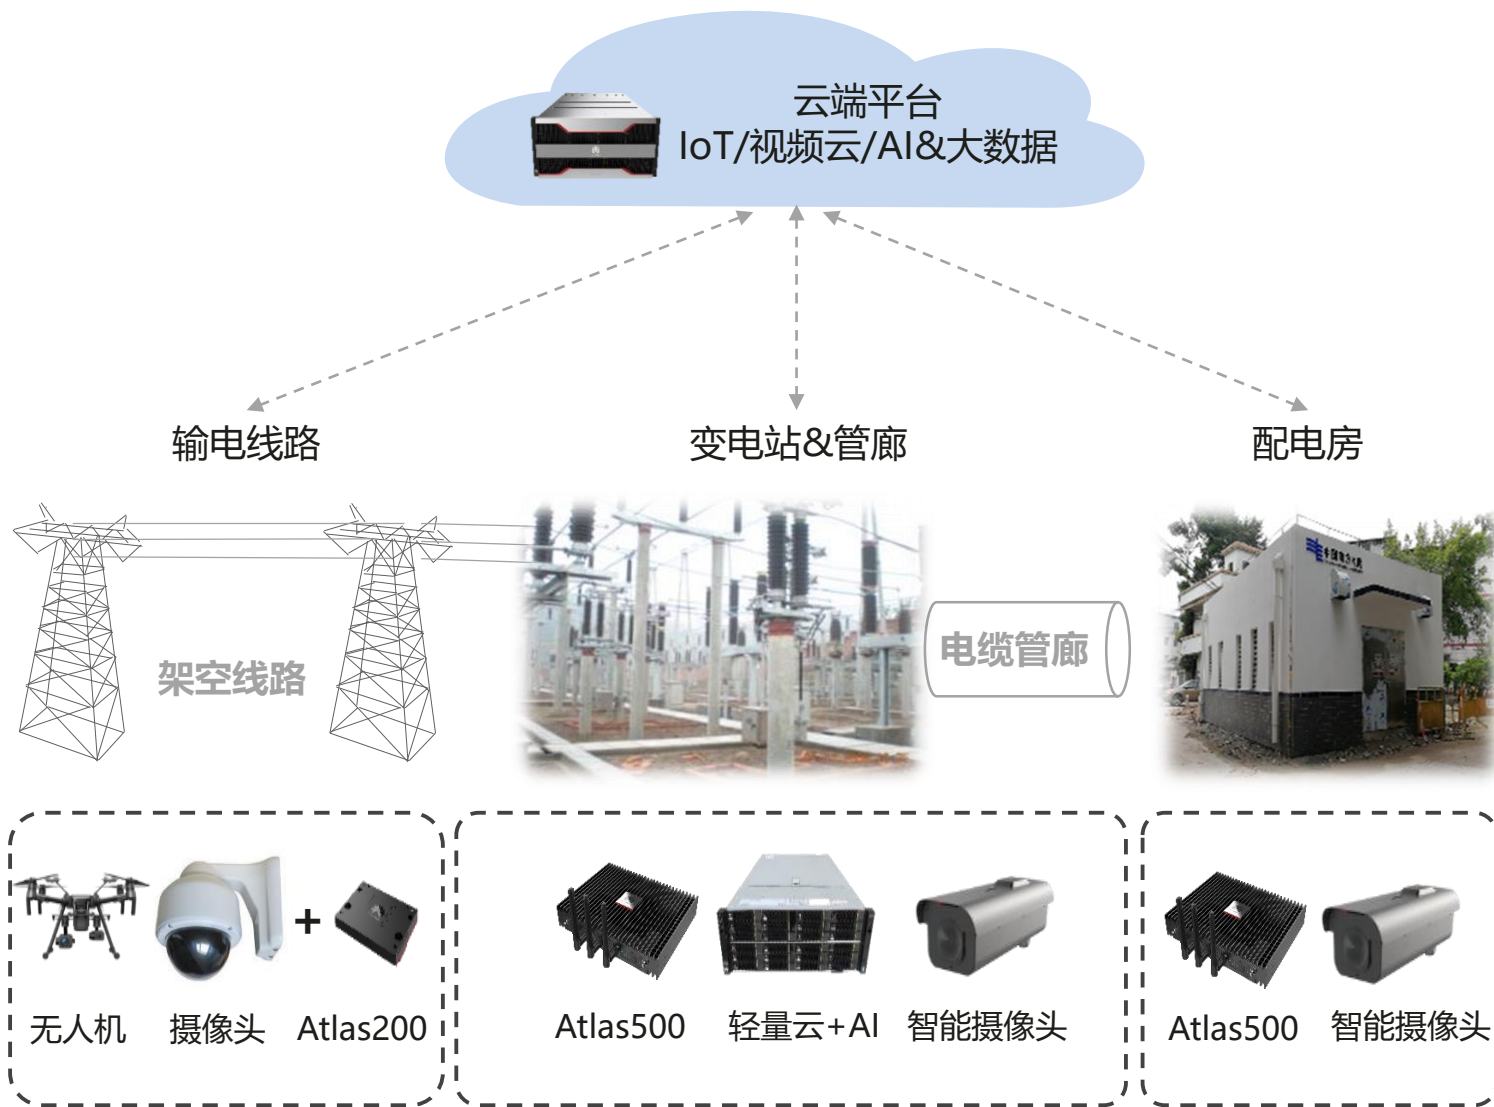 云端平台
IoT/视频云/AI&大数据
输电线路
变电站&管廊
配电房
架空线路
电缆管廊
+
无人机
摄像头
Atlas200
Atlas500
轻量云+AI
智能摄像头
Atlas500
智能摄像头